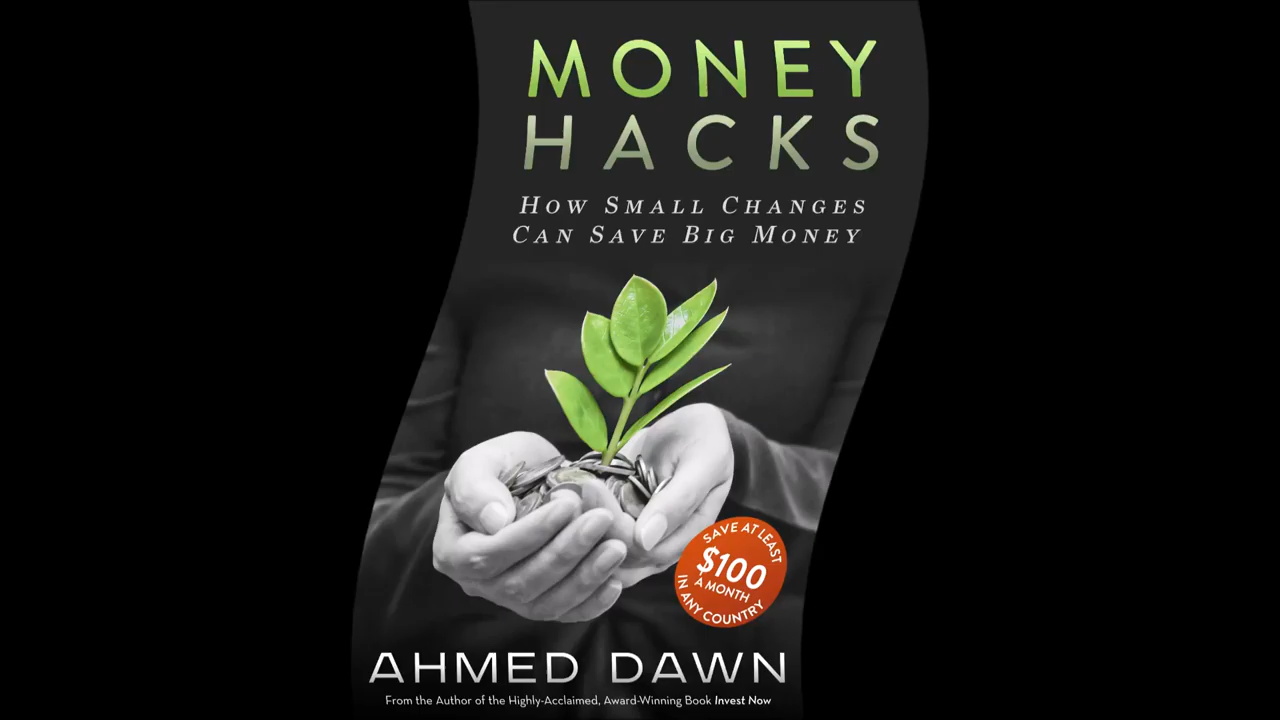 MONEY
HACKS
HOW SMALL CHANGES
CAN SAVE BIG MONEY
SAVE AT LEAST
$100
A MONTH
IN ANY COUNTRY
AHMED DAWN
From the Author of the Highly-Acclaimed, Award-Winning Book Invest Now